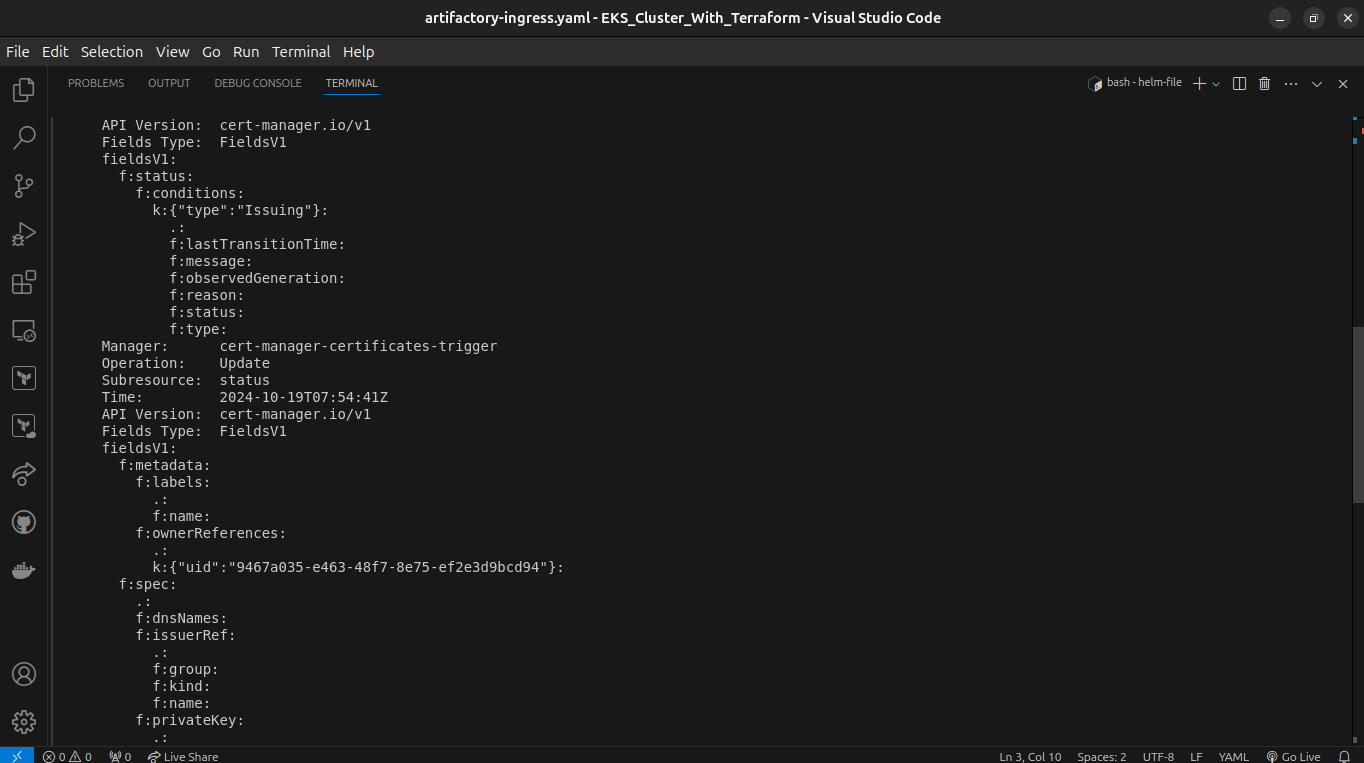 artifactory-ingress.yaml - EKS_Cluster_With_Terraform - Visual Studio Code
File Edit Selection View Go Run Terminal Help
PROBLEMS OUTPUT DEBUG CONSOLE TERMINAL
bash - helm-file
API Version:  cert-manager.io/v1
Fields Type:  FieldsV1
fieldsV1:
f:status:
f:conditions:
k:{"type":"Issuing"}:
.:
f:lastTransitionTime:
f:message:
f:observedGeneration:
f:reason:
f:status:
f:type:
Manager:      cert-manager-certificates-trigger
Operation:    Update
Subresource:  status
Time:         2024-10-19T07:54:41Z
API Version:  cert-manager.io/v1
Fields Type:  FieldsV1
fieldsV1:
f:metadata:
f:labels:
.:
f:name:
f:ownerReferences:
.:
k:{"uid":"9467a035-e463-48f7-8e75-ef2e3d9bcd94"}:
f:spec:
.:
f:dnsNames:
f:issuerRef:
.:
f:group:
f:kind:
f:name:
f:privateKey:
.:
0 0 0 Live Share Ln 3, Col 10 Spaces: 2 UTF-8 LF YAML Go Live